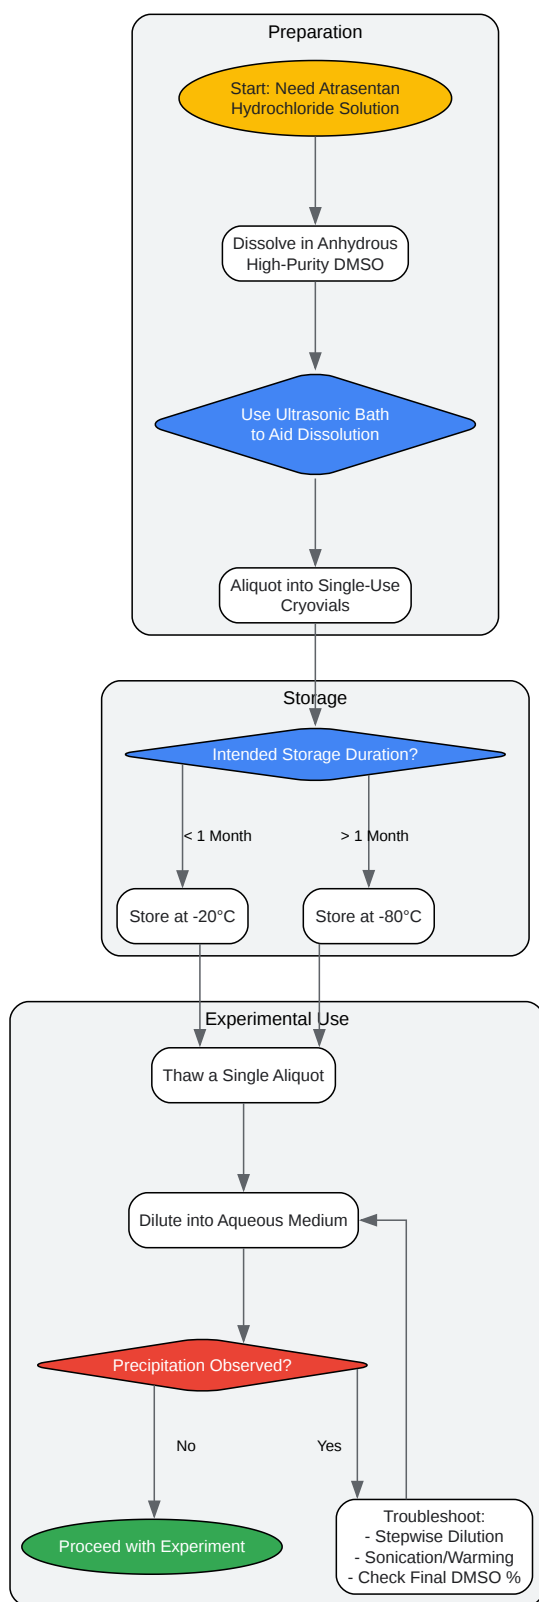 Preparation
Start: Need Atrasentan
Hydrochloride Solution
Dissolve in Anhydrous
High-Purity DMSO
Use Ultrasonic Bath
to Aid Dissolution
Aliquot into Single-Use
Cryovials
Storage
Intended Storage Duration?
< 1 Month
> 1 Month
Store at -20°C
Store at -80°C
Experimental Use
Thaw a Single Aliquot
Dilute into Aqueous Medium
Precipitation Observed?
No
Yes
Proceed with Experiment
Troubleshoot:
- Stepwise Dilution
- Sonication/Warming
- Check Final DMSO %